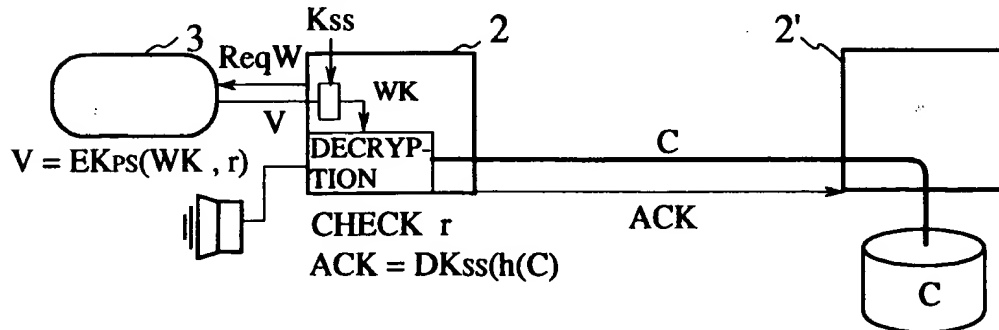 3
Kss
2
2'
ReqW
WK
V
V = EKPS(WK , r)
DECRYP-
TION
C
ACK
CHECK r
ACK = DKss(h(C)
C